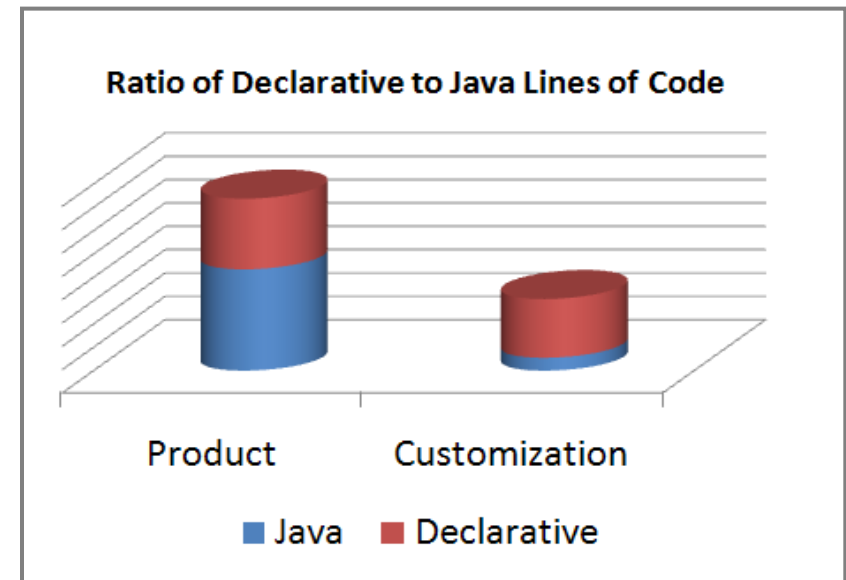 Ratio of Declarative to Java Lines of Code
Product Customization
Java Declarative